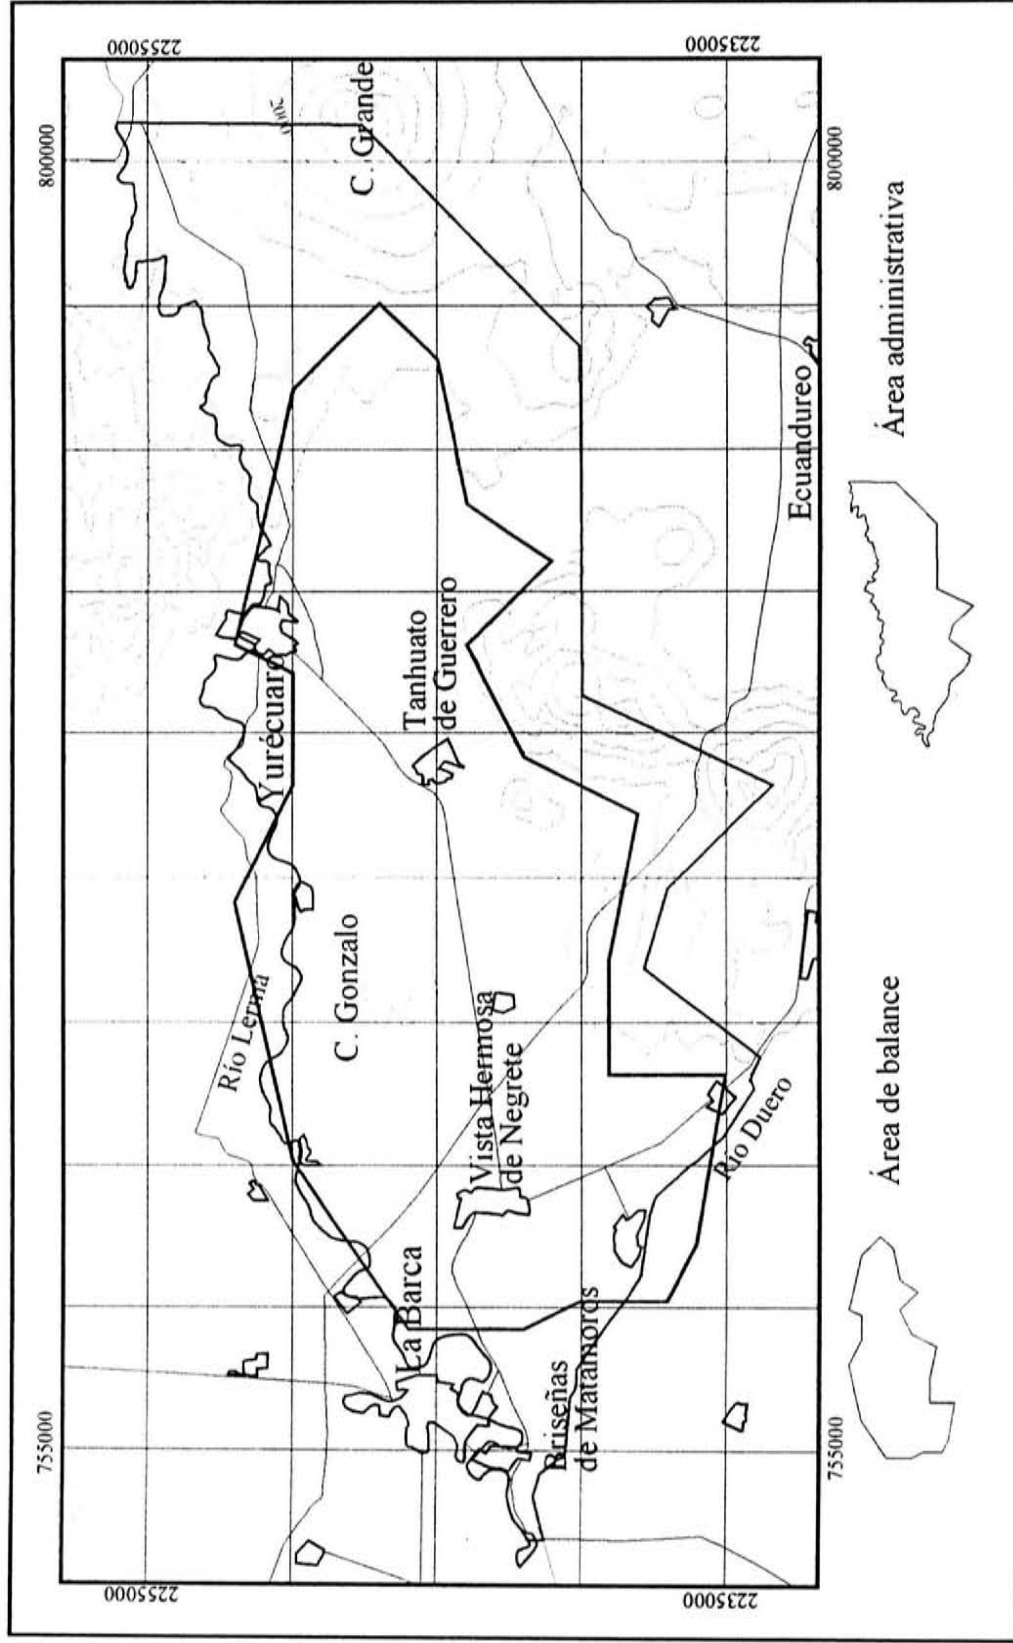 755000
800000
2255000
2255000
2000
C. Grande
Yurécuaro
Río Lerma
C. Gonzalo
Tanhuato
de Guerrero
La Barca
Vista Hermosa
de Negrete
Briseñas
de Matamoros
Río Duero
Ecuandureo
2235000
2235000
755000
800000
Área de balance
Área administrativa